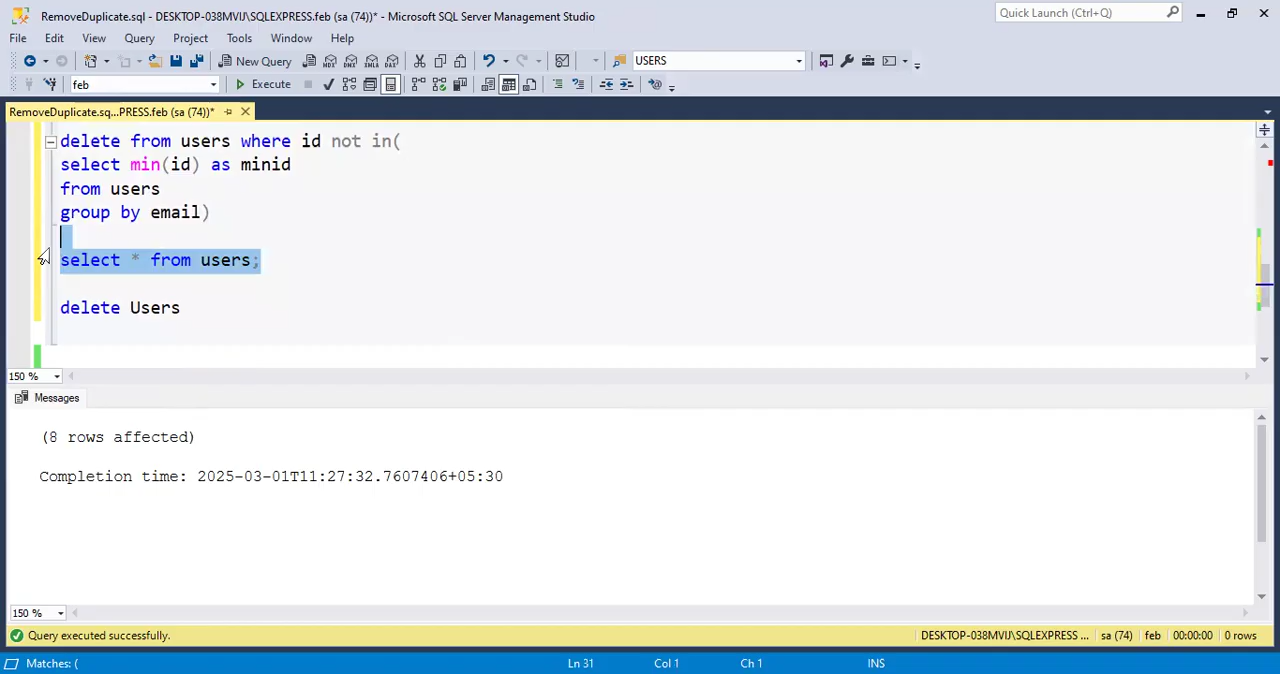 RemoveDuplicate.sql - DESKTOP-038MVIJ\SQLEXPRESS.feb (sa (74))* - Microsoft SQL Server Management Studio
Quick Launch (Ctrl+Q)
File Edit View Query Project Tools Window Help
New Query USERS
feb Execute
RemoveDuplicate.sq...PRESS.feb (sa (74))*
delete from users where id not in(
select min(id) as minid
from users
group by email)
select * from users;
delete Users
150 %
Messages
(8 rows affected)
Completion time: 2025-03-01T11:27:32.7607406+05:30
150 %
Query executed successfully. DESKTOP-038MVIJ\SQLEXPRESS ... sa (74) feb 00:00:00 0 rows
Matches: ( Ln 31 Col 1 Ch 1 INS